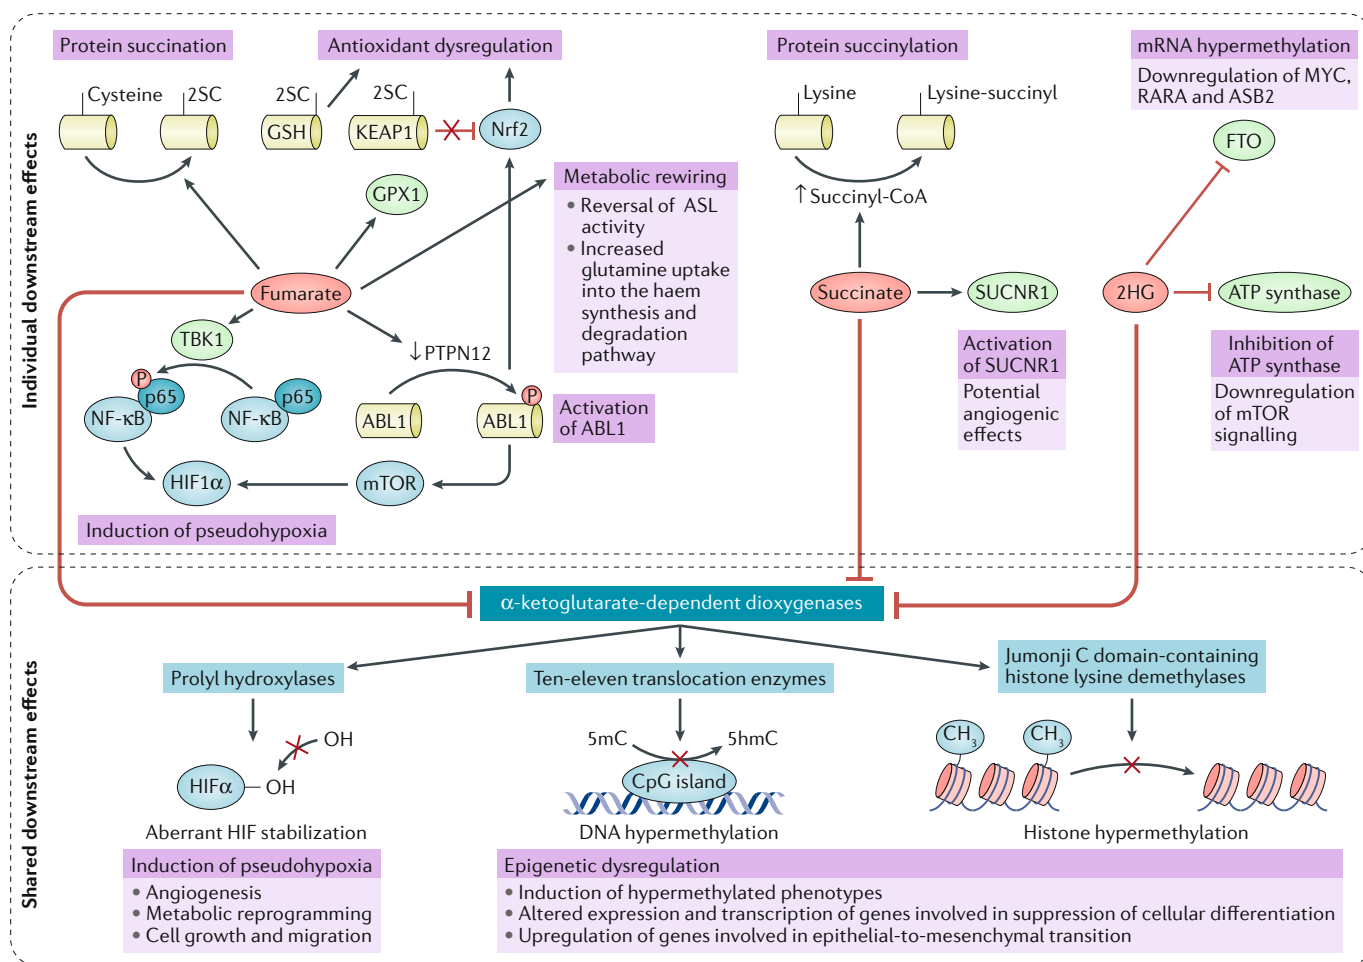 Individual downstream effects
Protein succination
Cysteine
2SC
Antioxidant dysregulation
2SC
GSH
2SC
KEAP1
Nrf2
GPX1
Metabolic rewiring
• Reversal of ASL
activity
• Increased
glutamine uptake
into the haem
synthesis and
degradation
pathway
Fumarate
TBK1
P
p65
NF-κB
p65
NF-κB
↓PTPN12
ABL1
P
ABL1
Activation
of ABL1
HIF1α
mTOR
Induction of pseudohypoxia
Protein succinylation
Lysine
Lysine-succinyl
↑Succinyl-CoA
Succinate
SUCNR1
Activation
of SUCNR1
Potential
angiogenic
effects
mRNA hypermethylation
Downregulation of MYC,
RARA and ASB2
FTO
2HG
ATP synthase
Inhibition of
ATP synthase
Downregulation
of mTOR
signalling
Shared downstream effects
α-ketoglutarate-dependent dioxygenases
Prolyl hydroxylases
OH
HIFα
OH
Aberrant HIF stabilization
Induction of pseudohypoxia
• Angiogenesis
• Metabolic reprogramming
• Cell growth and migration
Ten-eleven translocation enzymes
5mC
5hmC
CpG island
DNA hypermethylation
Jumonji C domain-containing
histone lysine demethylases
CH3
CH3
Histone hypermethylation
Epigenetic dysregulation
• Induction of hypermethylated phenotypes
• Altered expression and transcription of genes involved in suppression of cellular differentiation
• Upregulation of genes involved in epithelial-to-mesenchymal transition